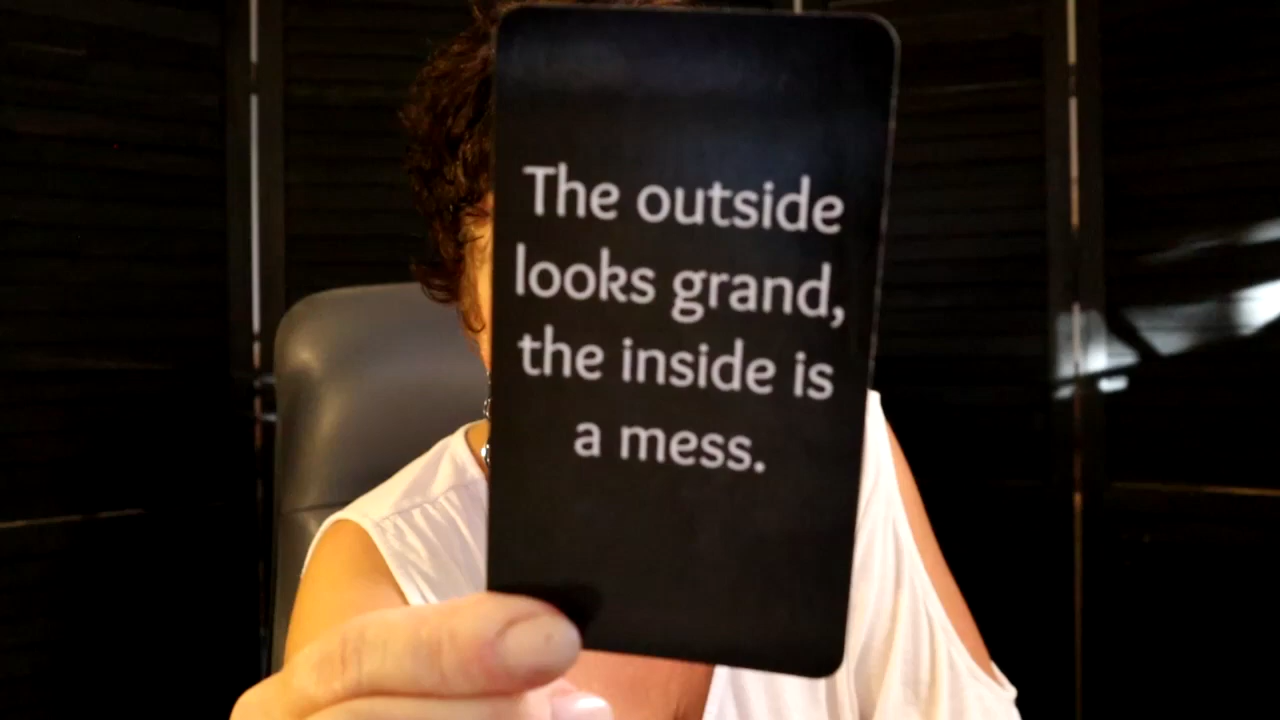 The outside
looks grand,
the inside is
a mess.